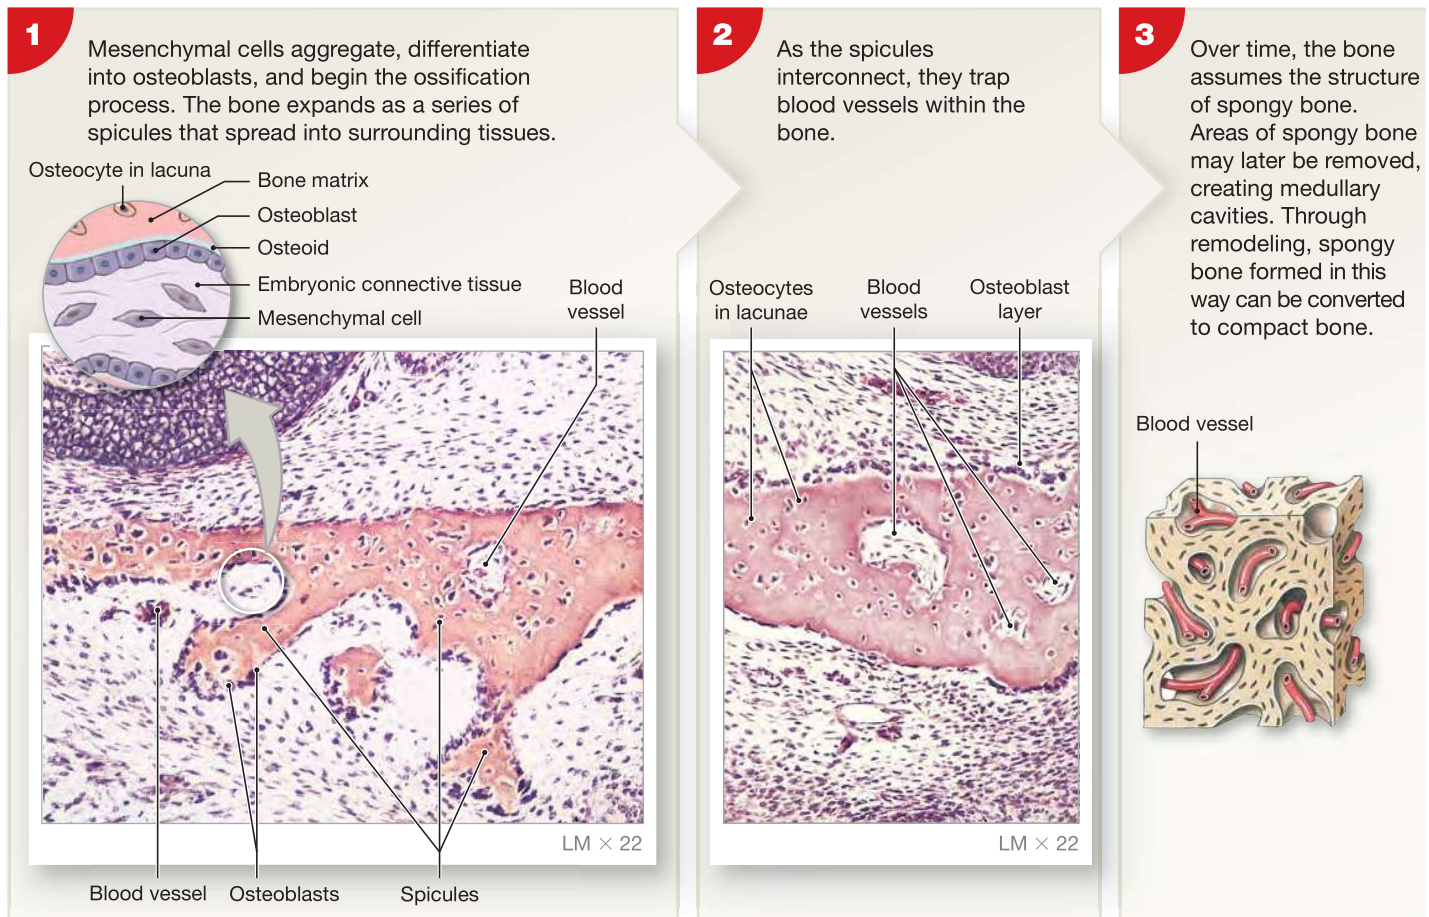 1
Mesenchymal cells aggregate, differentiate
into osteoblasts, and begin the ossification
process. The bone expands as a series of
spicules that spread into surrounding tissues.
Osteocyte in lacuna
Bone matrix
Osteoblast
Osteoid
Embryonic connective tissue
Mesenchymal cell
Blood
vessel
LM × 22
Blood vessel
Osteoblasts
Spicules
2
As the spicules
interconnect, they trap
blood vessels within the
bone.
Osteocytes
in lacunae
Blood
vessels
Osteoblast
layer
LM × 22
3
Over time, the bone
assumes the structure
of spongy bone.
Areas of spongy bone
may later be removed,
creating medullary
cavities. Through
remodeling, spongy
bone formed in this
way can be converted
to compact bone.
Blood vessel